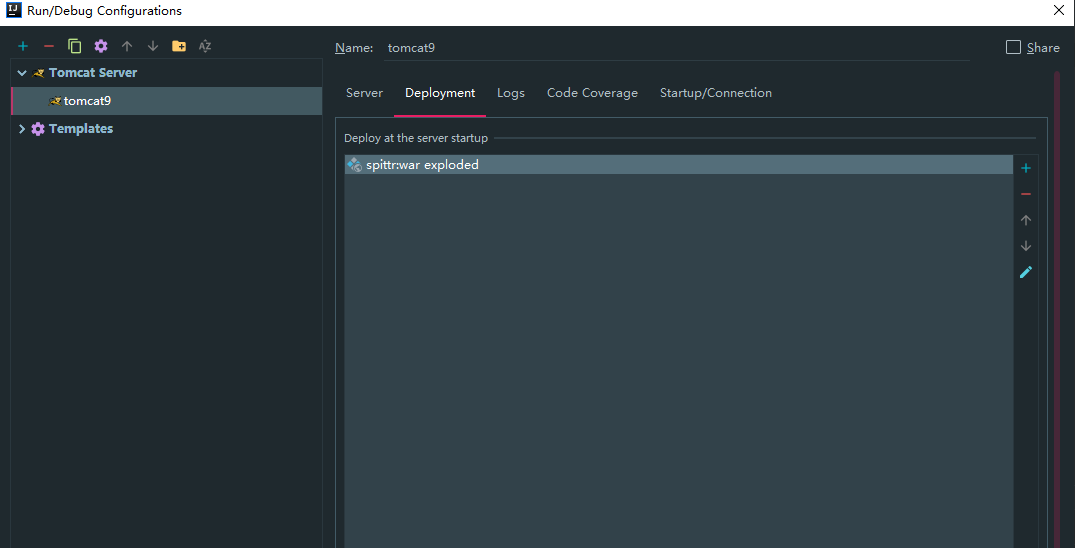 Run/Debug Configurations
Name: tomcat9
Share
Tomcat Server
tomcat9
Templates
Server Deployment Logs Code Coverage Startup/Connection
Deploy at the server startup
spittr:war exploded